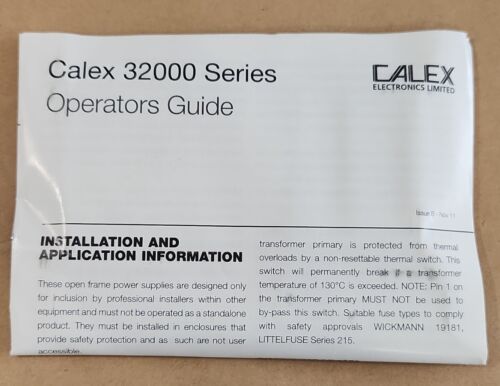 Calex 32000 Series
Operators Guide
CALEX
ELECTRONICS LIMITED
Issue 8 - Nov 11
INSTALLATION AND
APPLICATION INFORMATION
These open frame power supplies are designed only
for inclusion by professional installers within other
equipment and must not be operated as a standalone
product. They must be installed in enclosures that
provide safety protection and as such are not user
accessible.
transformer primary is protected from thermal
overloads by a non-resettable thermal switch. This
switch will permanently break if a transformer
temperature of 130°C is exceeded. NOTE: Pin 1 on
the transformer primary MUST NOT be used to
by-pass this switch. Suitable fuse types to comply
with safety approvals WICKMANN 19181,
LITTELFUSE Series 215.